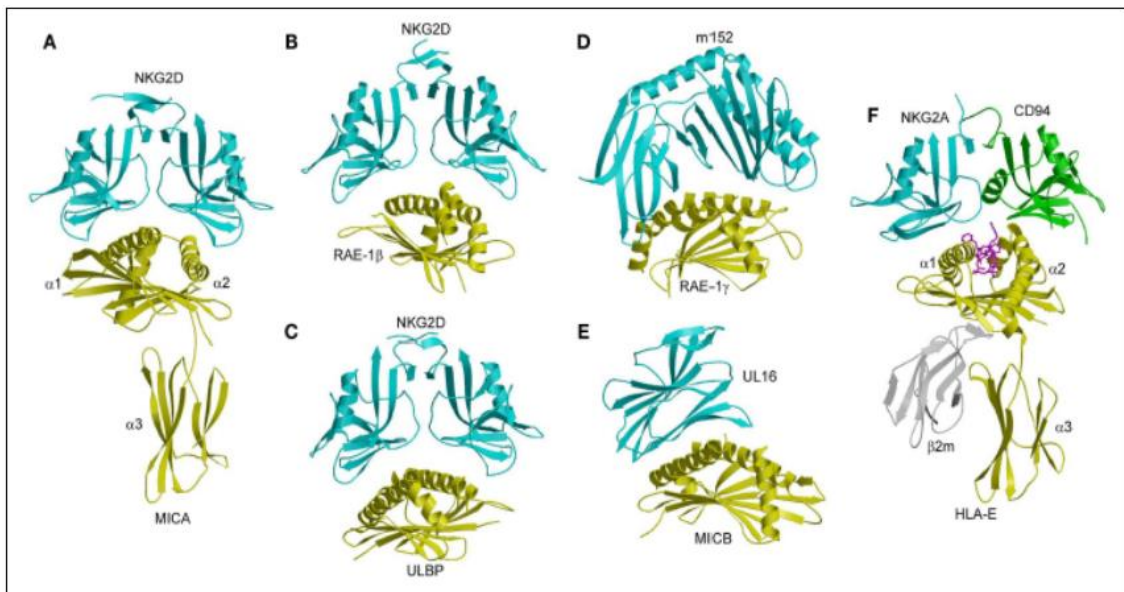 A
NKG2D
α1
α2
α3
MICA
B
NKG2D
RAE-1β
C
NKG2D
ULBP
D
m152
RAE-1γ
E
UL16
MICB
F
NKG2A
CD94
α1
α2
β2m
α3
HLA-E